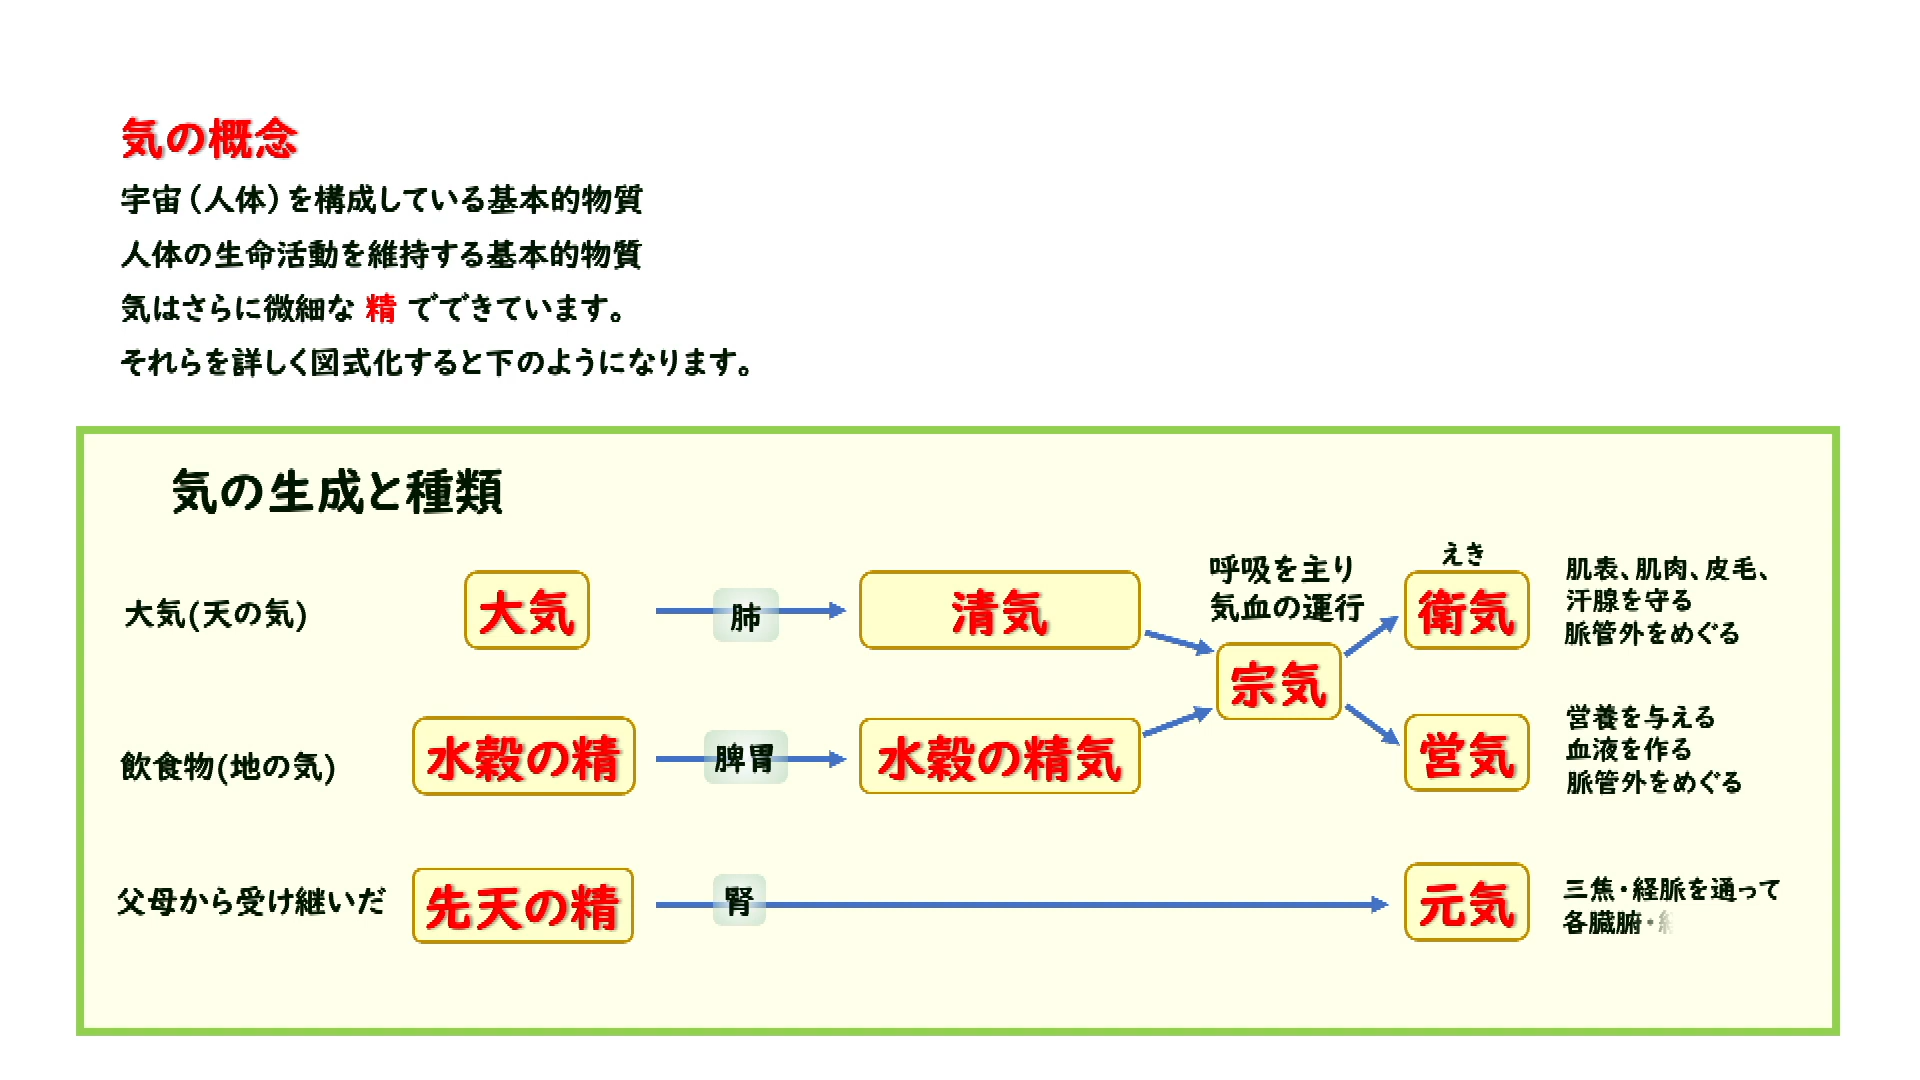 気の概念
宇宙（人体）を構成している基本的物質
人体の生命活動を維持する基本的物質
気はさらに微細な 精 でできています。
それらを詳しく図式化すると下のようになります。
気の生成と種類
大気(天の気)
大気
肺
清気
呼吸を主り
気血の運行
宗気
えき
衛気
肌表、肌肉、皮毛、
汗腺を守る
脈管外をめぐる
飲食物(地の気)
水穀の精
脾胃
水穀の精気
営気
営養を与える
血液を作る
脈管外をめぐる
父母から受け継いだ
先天の精
腎
元気
三焦・経脈を通って
各臓腑・